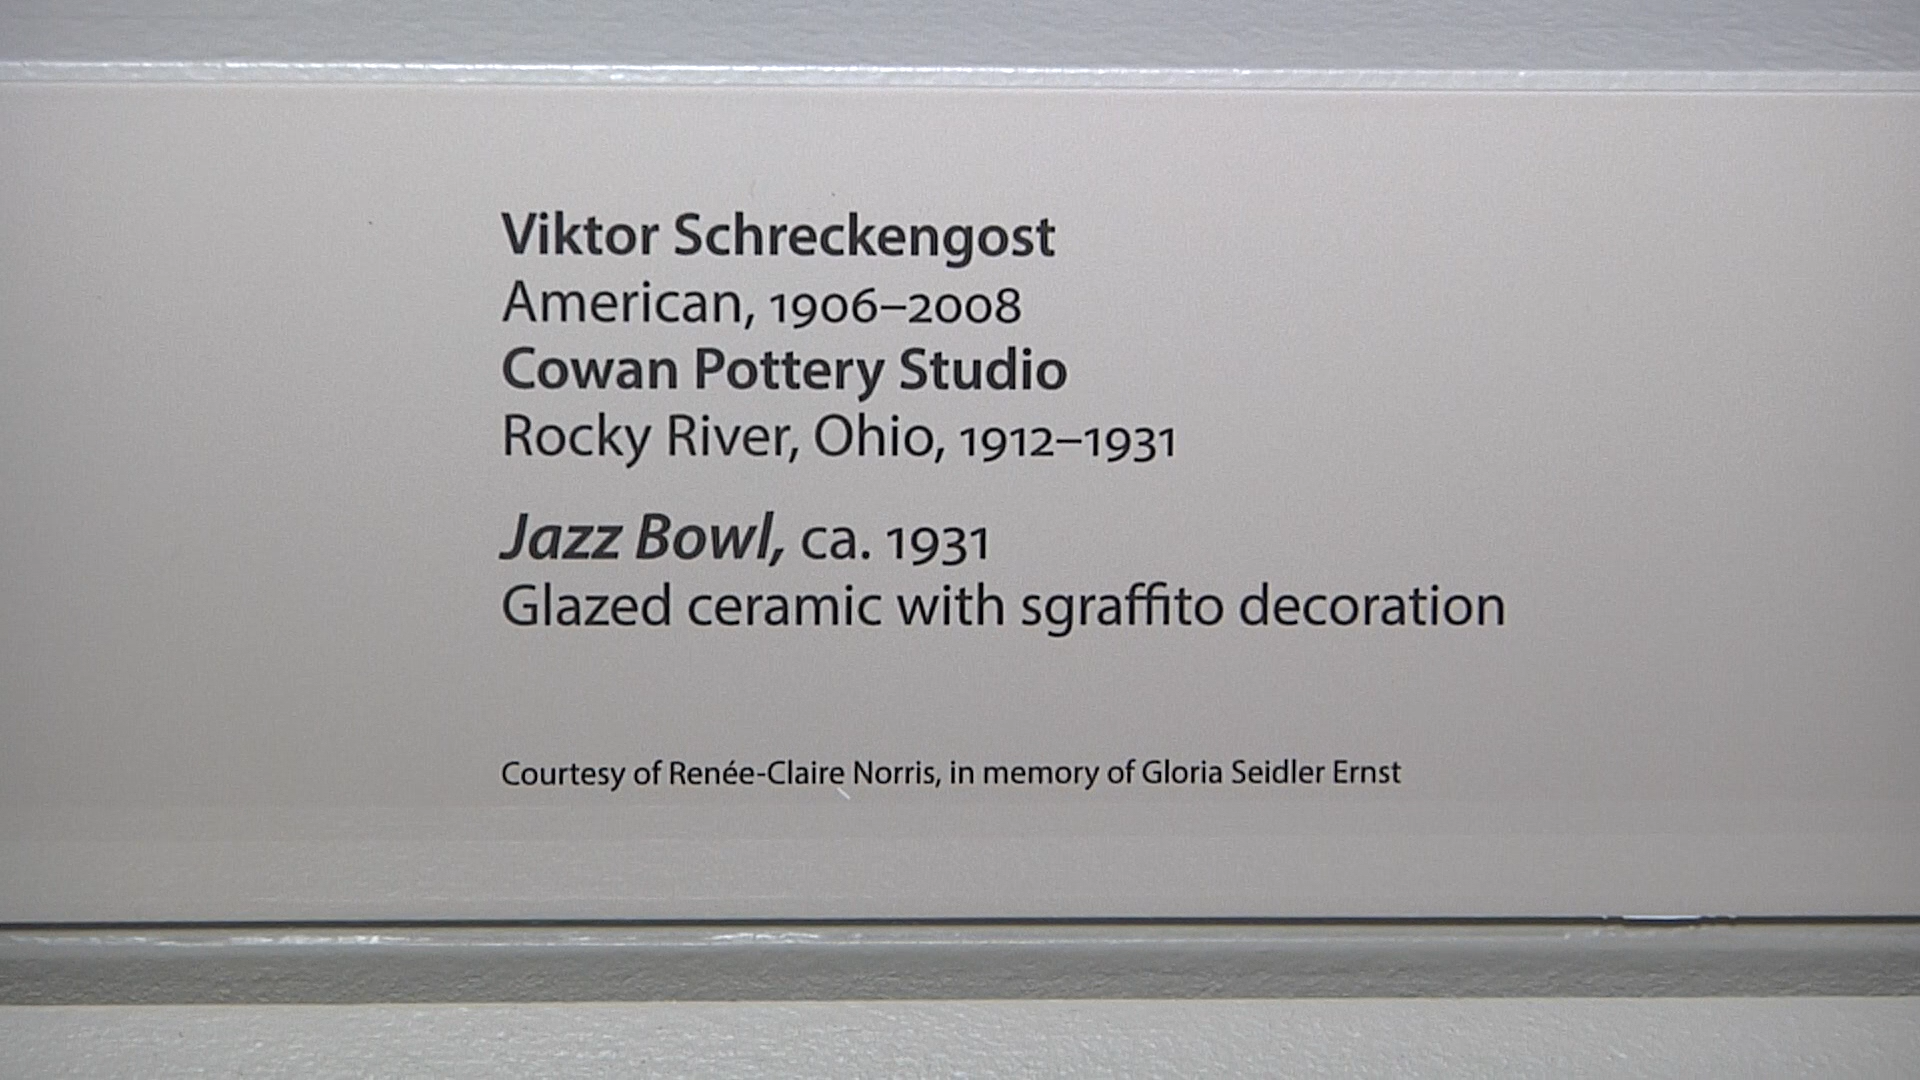 Viktor Schreckengost
American, 1906–2008
Cowan Pottery Studio
Rocky River, Ohio, 1912–1931
Jazz Bowl, ca. 1931
Glazed ceramic with sgraffito decoration
Courtesy of Renée-Claire Norris, in memory of Gloria Seidler Ernst